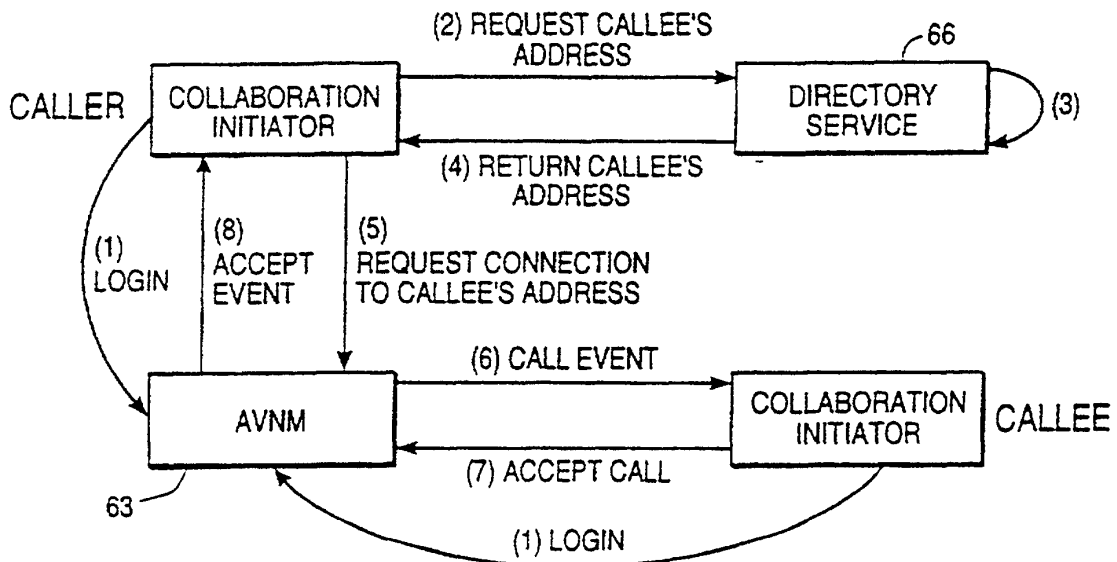 (2) REQUEST CALLEE'S
ADDRESS
66
CALLER
COLLABORATION
INITIATOR
DIRECTORY
SERVICE
(3)
(4) RETURN CALLEE'S
ADDRESS
(1)
LOGIN
(8)
ACCEPT
EVENT
(5)
REQUEST CONNECTION
TO CALLEE'S ADDRESS
(6) CALL EVENT
AVNM
COLLABORATION
INITIATOR
CALLEE
(7) ACCEPT CALL
63
(1) LOGIN